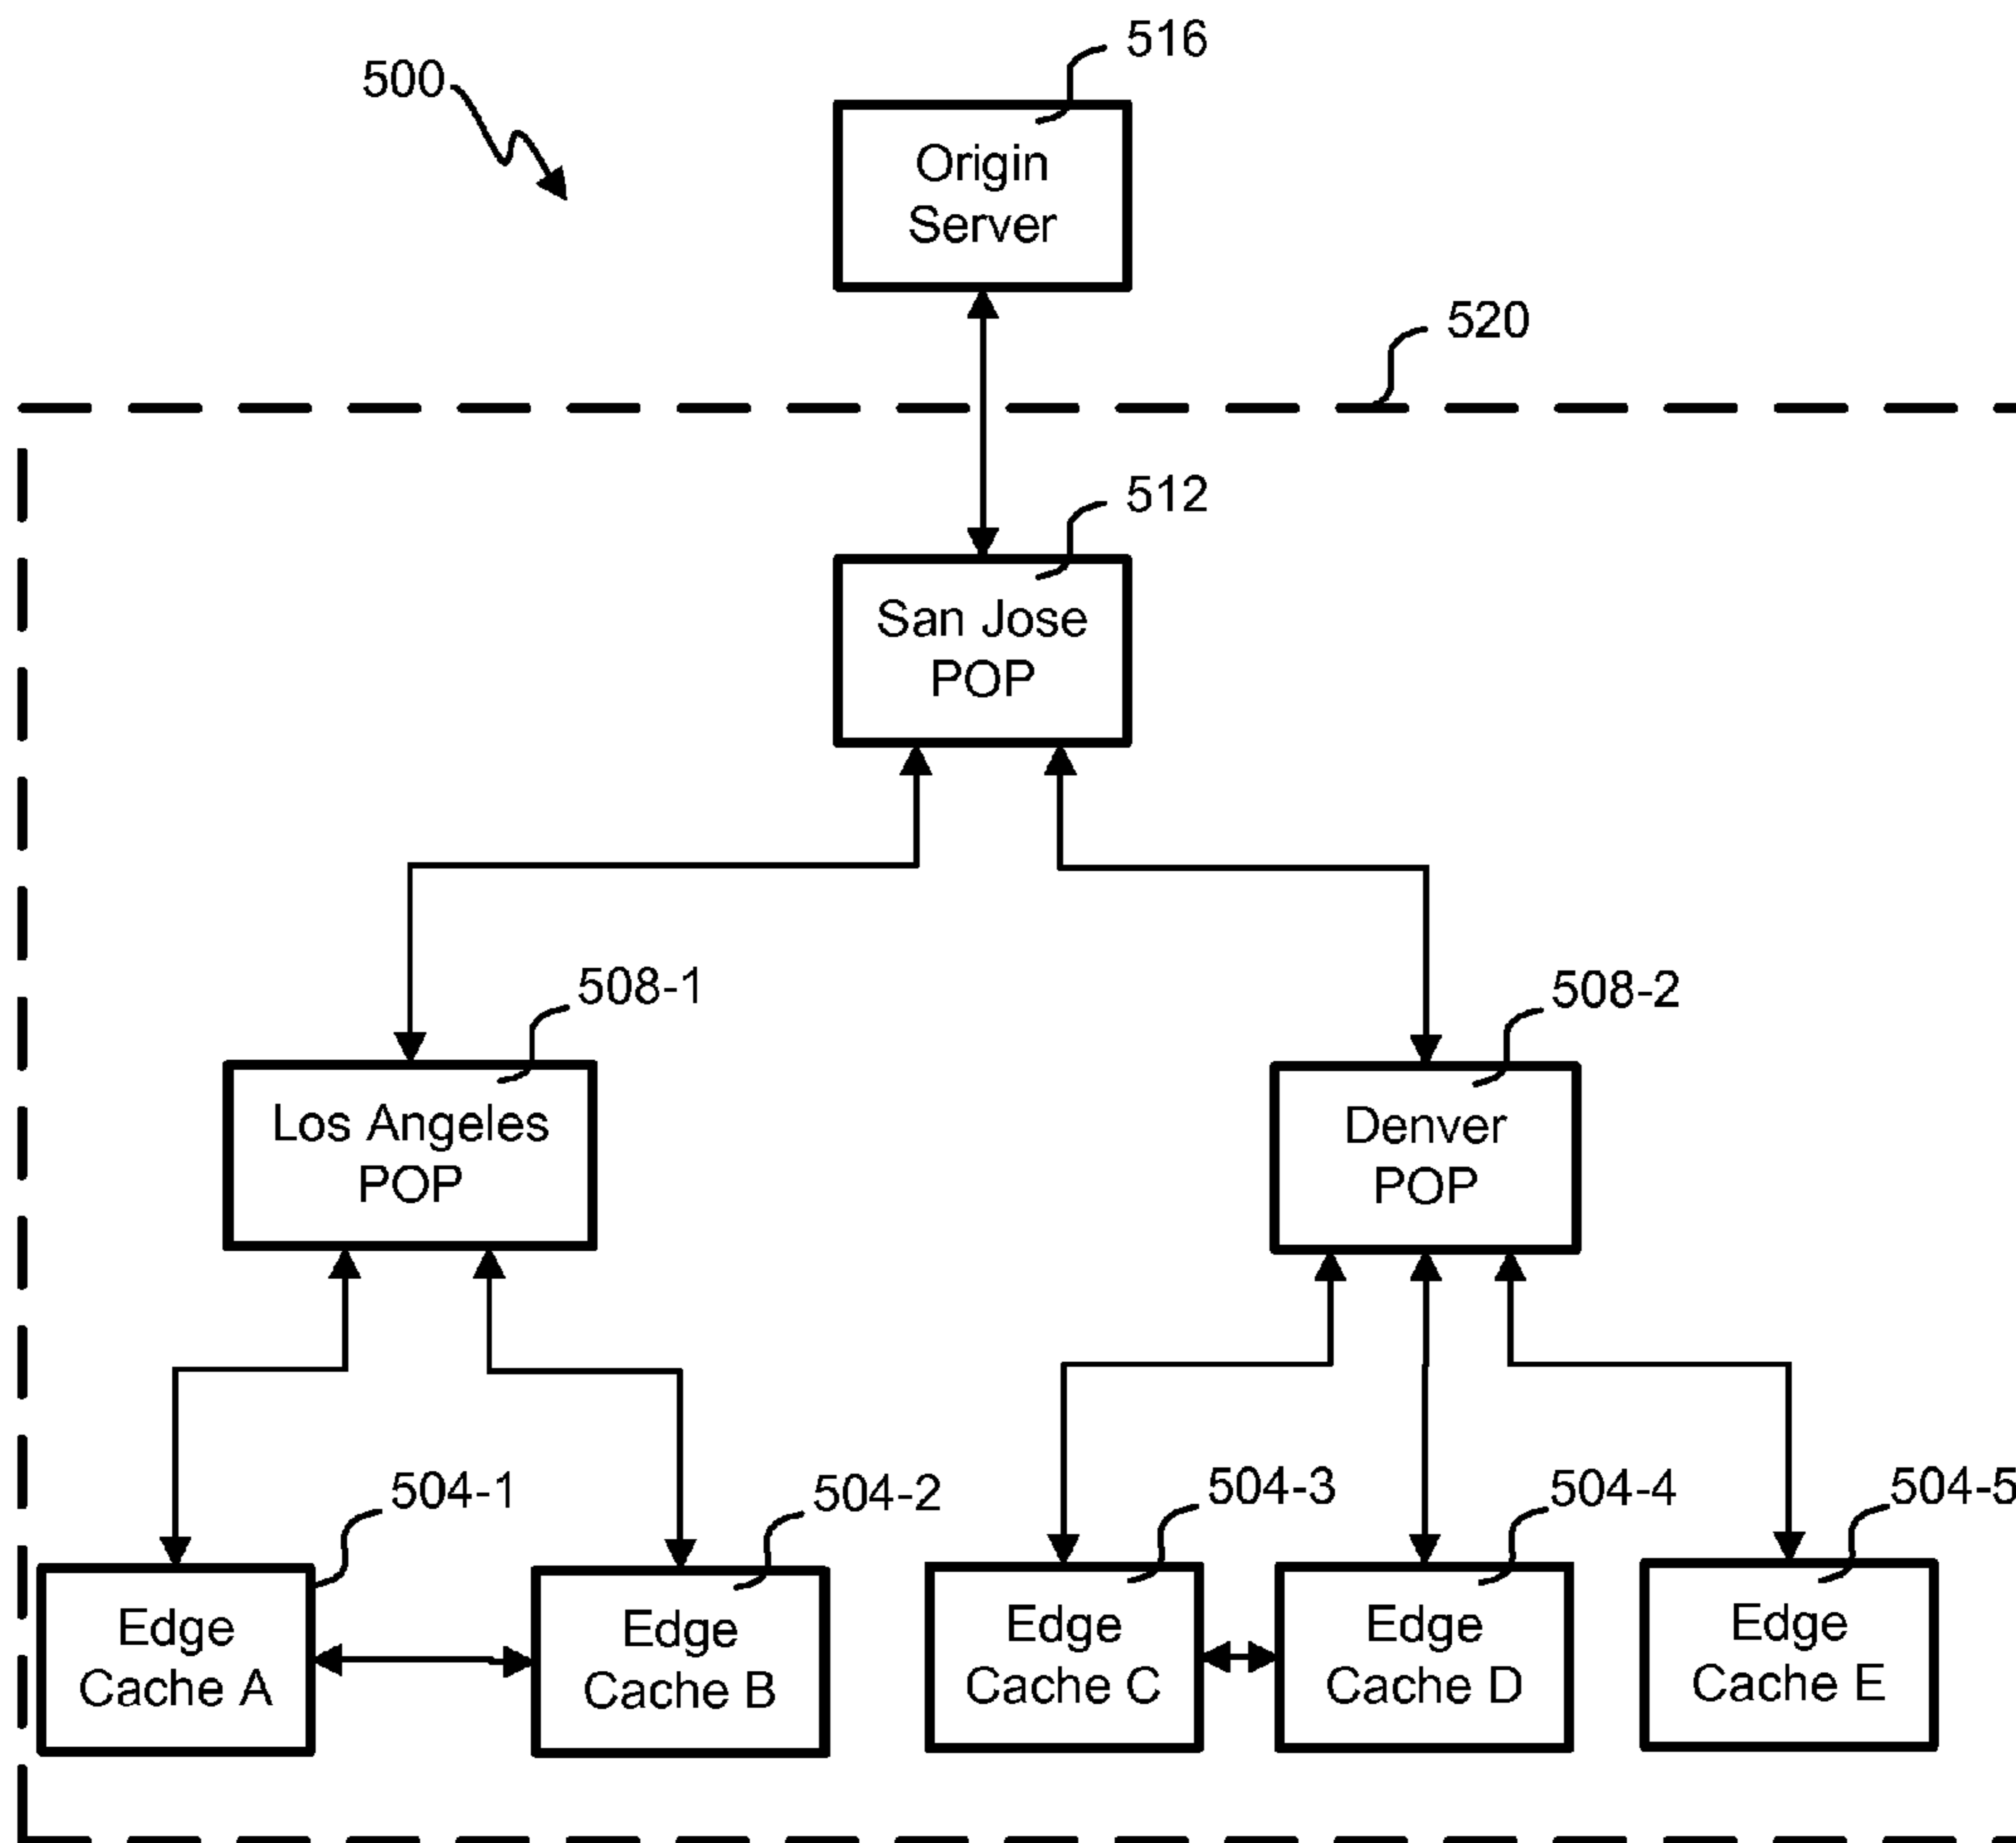 516
500
Origin
Server
520
512
San Jose
POP
508-1
508-2
Los Angeles
POP
Denver
POP
504-1
504-2
504-3
504-4
504-5
Edge
Cache A
Edge
Cache B
Edge
Cache C
Edge
Cache D
Edge
Cache E